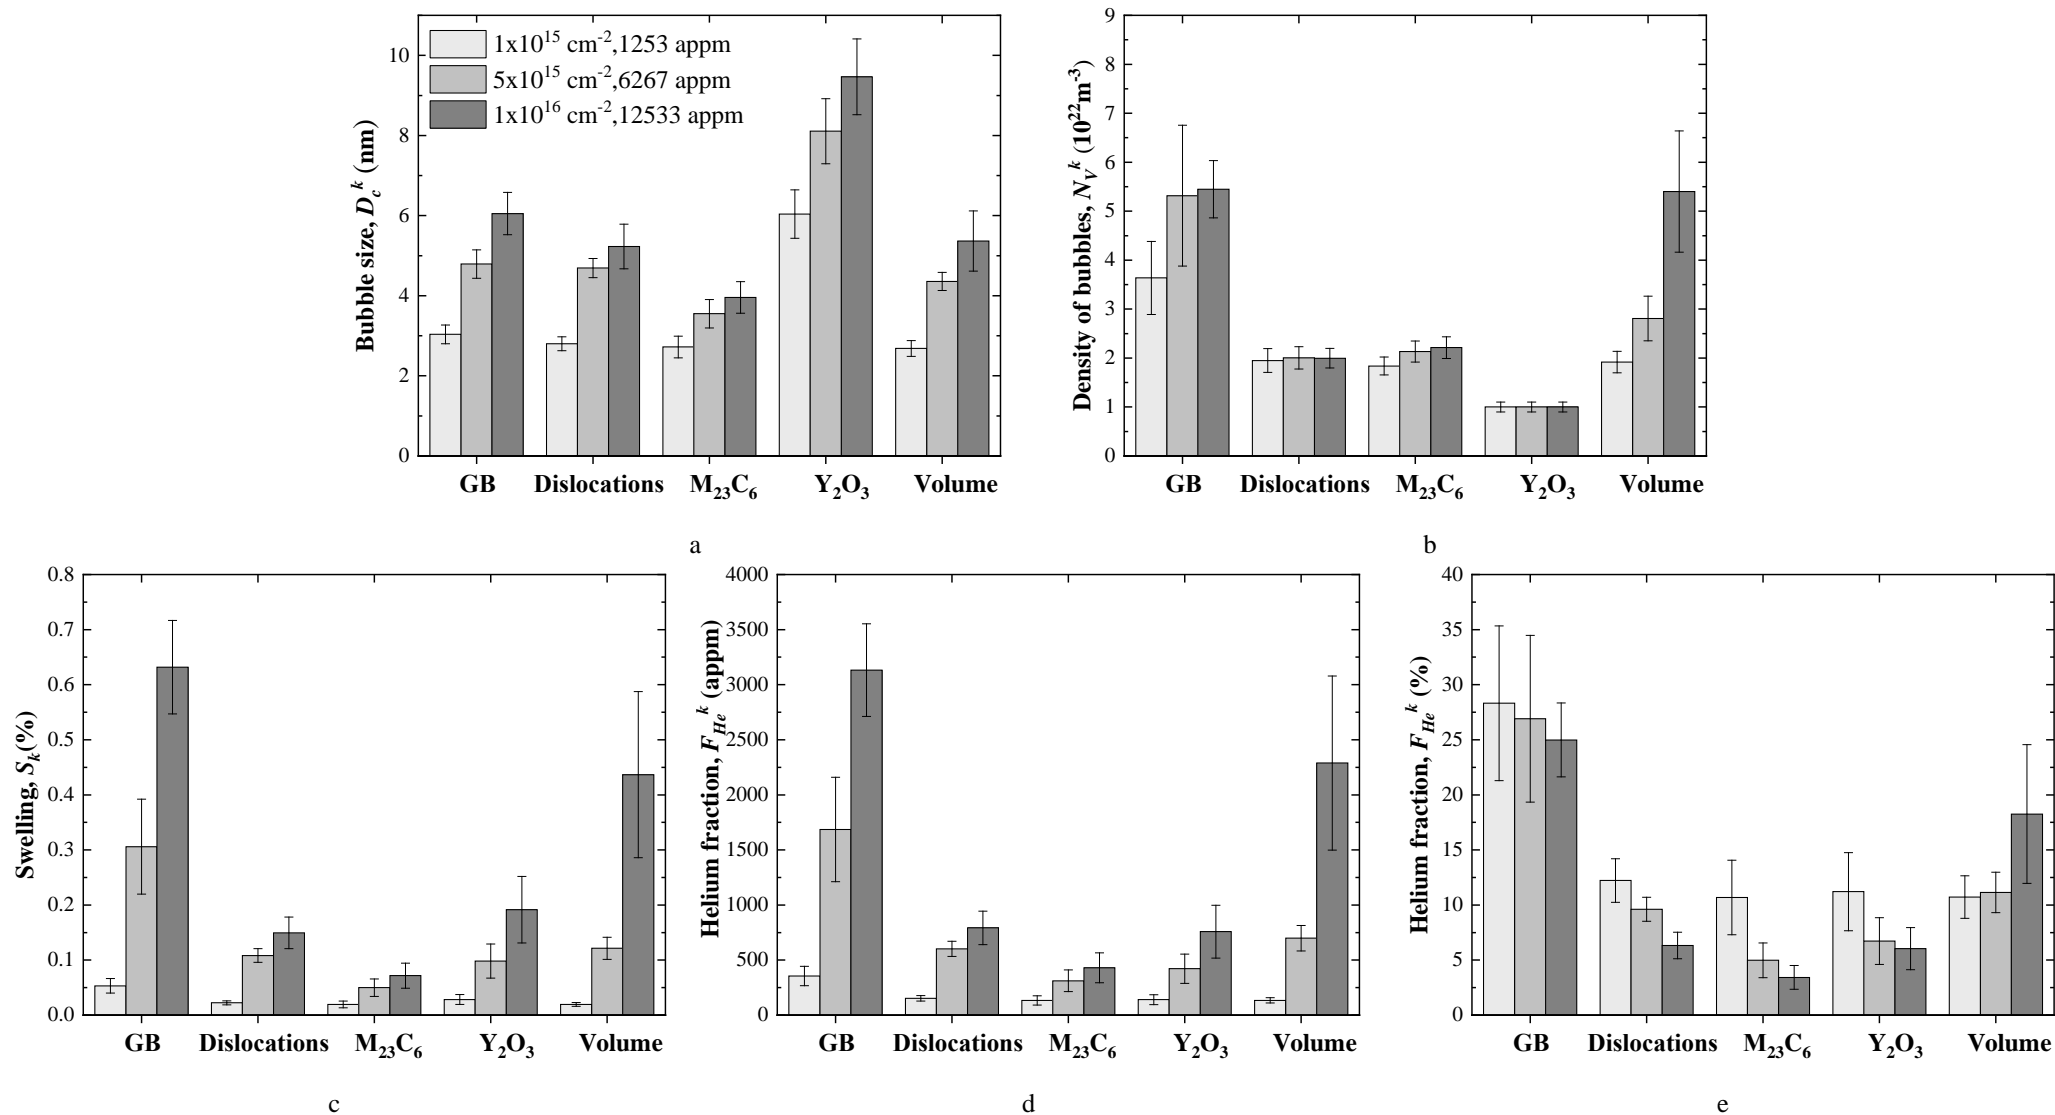 1x10^15 cm^-2,1253 appm
5x10^15 cm^-2,6267 appm
1x10^16 cm^-2,12533 appm
Bubble size, D_c^k (nm)
10
8
6
4
2
0
GB Dislocations M₂₃C₆ Y₂O₃ Volume
a
Density of bubbles, N_V^k (10^22m^-3)
9
8
7
6
5
4
3
2
1
0
GB Dislocations M₂₃C₆ Y₂O₃ Volume
b
Swelling, S_k(%)
0.8
0.7
0.6
0.5
0.4
0.3
0.2
0.1
0.0
GB Dislocations M₂₃C₆ Y₂O₃ Volume
c
Helium fraction, F_He^k (appm)
4000
3500
3000
2500
2000
1500
1000
500
0
GB Dislocations M₂₃C₆ Y₂O₃ Volume
d
Helium fraction, F_He^k (%)
40
35
30
25
20
15
10
5
0
GB Dislocations M₂₃C₆ Y₂O₃ Volume
e